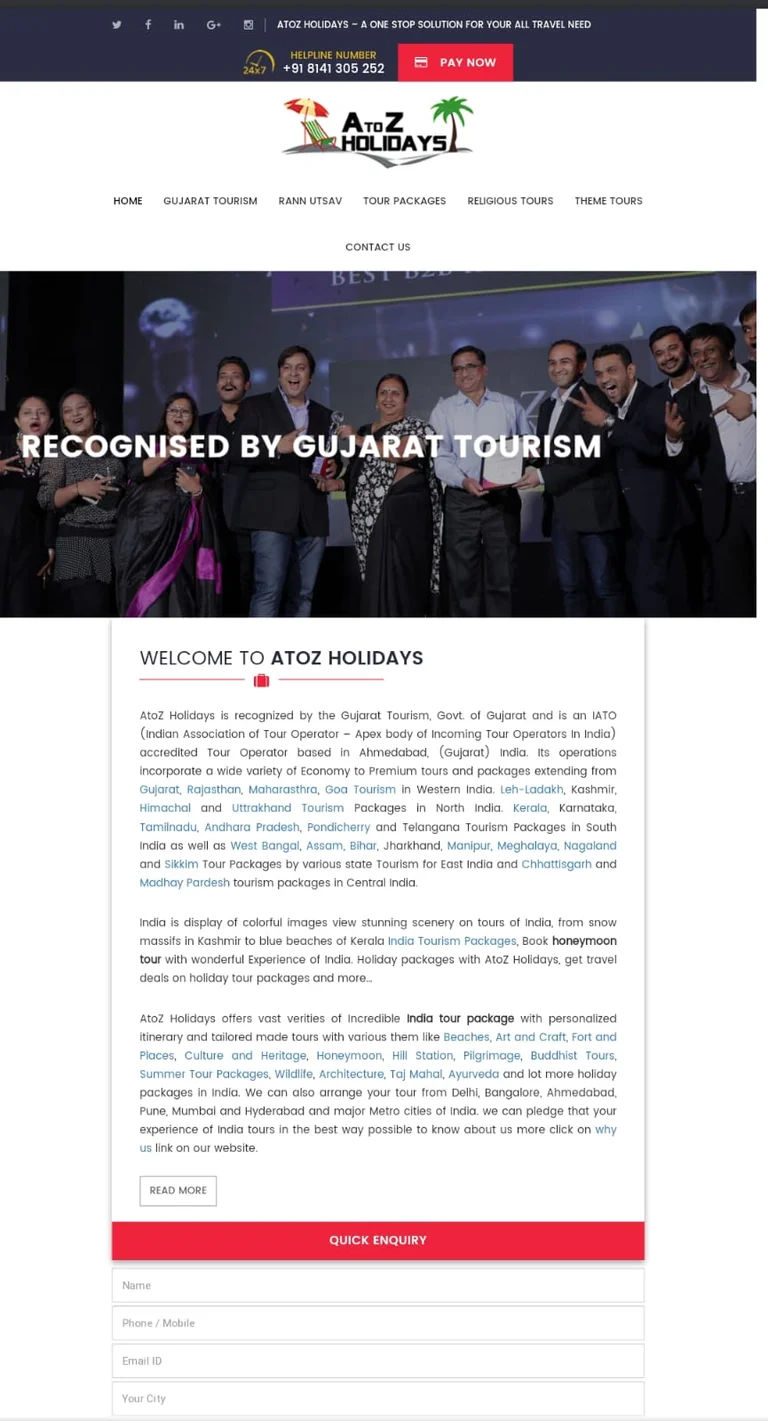 ATOZ HOLIDAYS – A ONE STOP SOLUTION FOR YOUR ALL TRAVEL NEED
24x7
HELPLINE NUMBER
+91 8141 305 252
PAY NOW
A TO Z
HOLIDAYS
HOME GUJARAT TOURISM RANN UTSAV TOUR PACKAGES RELIGIOUS TOURS THEME TOURS
CONTACT US
BEST B2B
RECOGNISED BY GUJARAT TOURISM
WELCOME TO ATOZ HOLIDAYS
AtoZ Holidays is recognized by the Gujarat Tourism, Govt. of Gujarat and is an IATO
(Indian Association of Tour Operator – Apex body of Incoming Tour Operators In India)
accredited Tour Operator based in Ahmedabad, (Gujarat) India. Its operations
incorporate a wide variety of Economy to Premium tours and packages extending from
Gujarat, Rajasthan, Maharasthra, Goa Tourism in Western India. Leh-Ladakh, Kashmir,
Himachal and Uttrakhand Tourism Packages in North India. Kerala, Karnataka,
Tamilnadu, Andhra Pradesh, Pondicherry and Telangana Tourism Packages in South
India as well as West Bangal, Assam, Bihar, Jharkhand, Manipur, Meghalaya, Nagaland
and Sikkim Tour Packages by various state Tourism for East India and Chhattisgarh and
Madhay Pardesh tourism packages in Central India.
India is display of colorful images view stunning scenery on tours of India, from snow
massifs in Kashmir to blue beaches of Kerala India Tourism Packages, Book honeymoon
tour with wonderful Experience of India. Holiday packages with AtoZ Holidays, get travel
deals on holiday tour packages and more…
AtoZ Holidays offers vast verities of Incredible India tour package with personalized
itinerary and tailored made tours with various them like Beaches, Art and Craft, Fort and
Places, Culture and Heritage, Honeymoon, Hill Station, Pilgrimage, Buddhist Tours,
Summer Tour Packages, Wildlife, Architecture, Taj Mahal, Ayurveda and lot more holiday
packages in India. We can also arrange your tour from Delhi, Bangalore, Ahmedabad,
Pune, Mumbai and Hyderabad and major Metro cities of India. we can pledge that your
experience of India tours in the best way possible to know about us more click on why
us link on our website.
READ MORE
QUICK ENQUIRY
Name
Phone / Mobile
Email ID
Your City